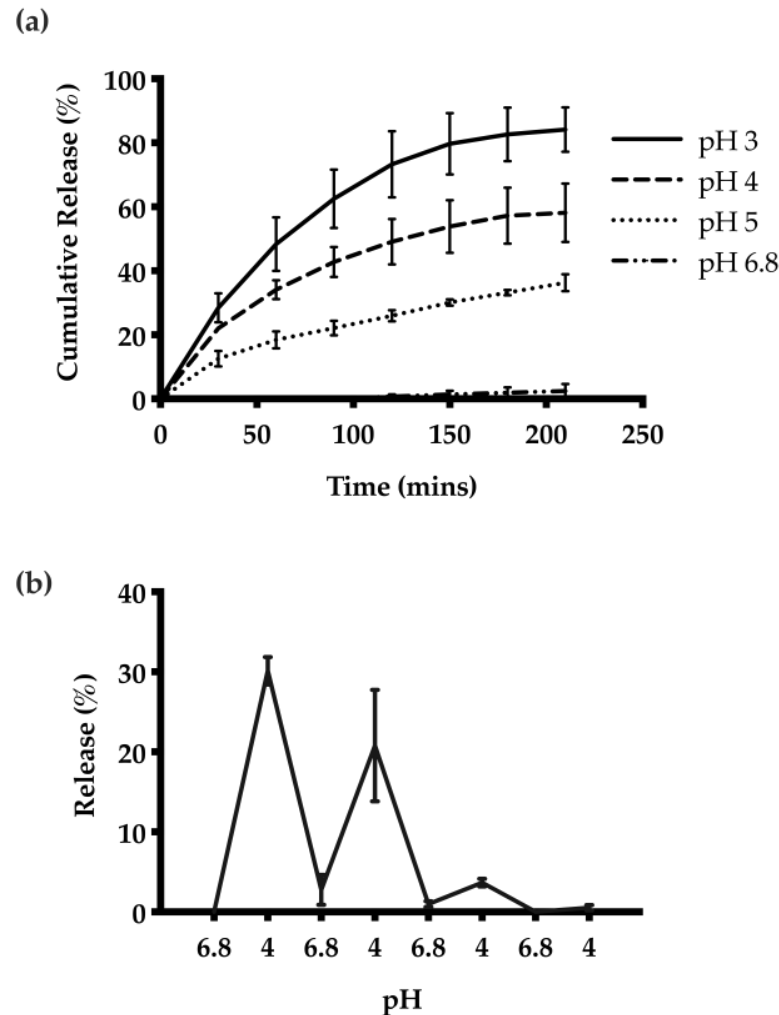 (a)
Cumulative Release (%)
100
80
60
40
20
0
0 50 100 150 200 250
Time (mins)
pH 3
pH 4
pH 5
pH 6.8
(b)
Release (%)
40
30
20
10
0
6.8 4 6.8 4 6.8 4 6.8 4
pH